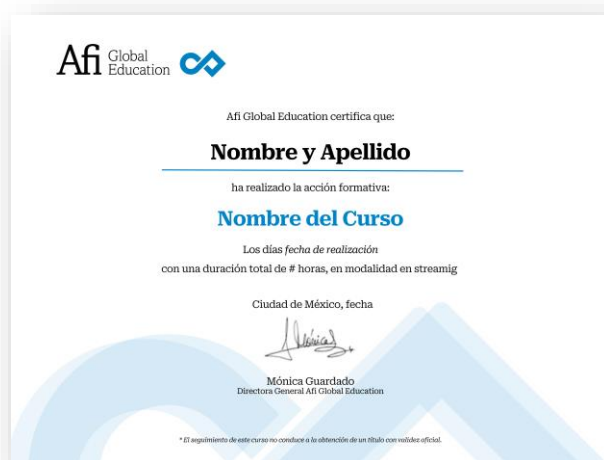 Afi Global
Education
Afi Global Education certifica que:
Nombre y Apellido
ha realizado la acción formativa:
Nombre del Curso
Los días fecha de realización
con una duración total de # horas, en modalidad en streamig
Ciudad de México, fecha
Mónica
Mónica Guardado
Directora General Afi Global Education
* El seguimiento de este curso no conduce a la obtención de un título con validez oficial.